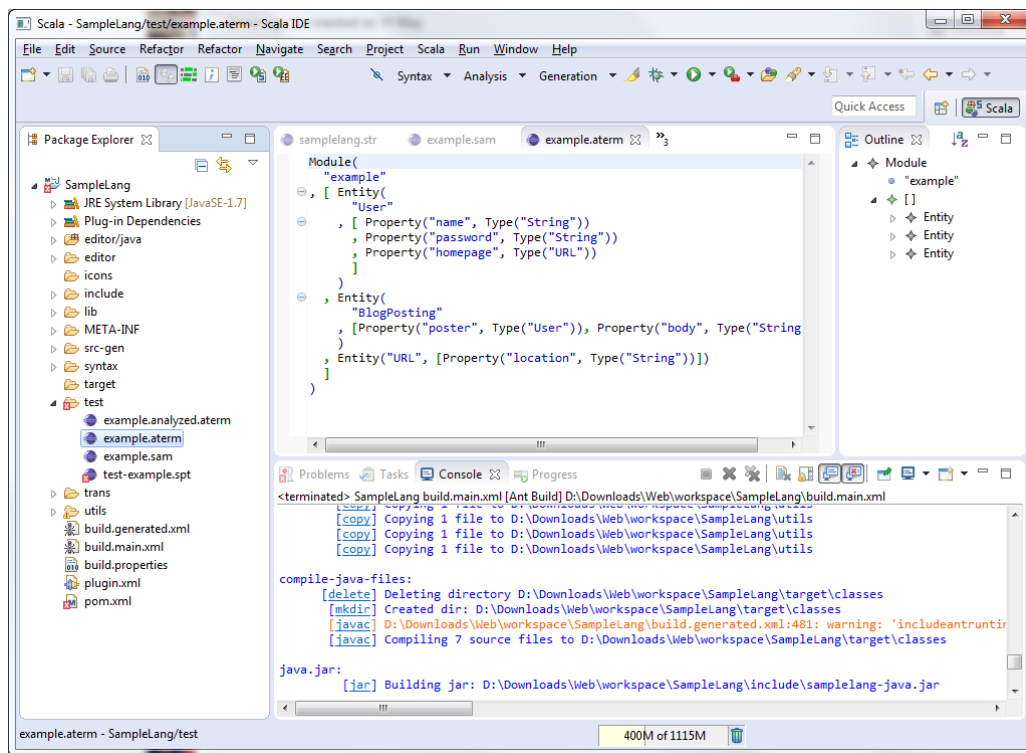 Scala - SampleLang/test/example.aterm - Scala IDE
File Edit Source Refactor Refactor Navigate Search Project Scala Run Window Help
Syntax Analysis Generation
Quick Access Scala
Package Explorer
SampleLang
JRE System Library [JavaSE-1.7]
Plug-in Dependencies
editor/java
editor
icons
include
lib
META-INF
src-gen
syntax
target
test
example.analyzed.aterm
example.aterm
example.sam
test-example.spt
trans
utils
build.generated.xml
build.main.xml
build.properties
plugin.xml
pom.xml
samplelang.str example.sam example.aterm »3
Module(
"example"
, [ Entity(
"User"
, [ Property("name", Type("String"))
, Property("password", Type("String"))
, Property("homepage", Type("URL"))
]
)
, Entity(
"BlogPosting"
, [Property("poster", Type("User")), Property("body", Type("String
)
, Entity("URL", [Property("location", Type("String"))])
]
)
Outline
Module
"example"
[]
Entity
Entity
Entity
Problems Tasks Console Progress
<terminated> SampleLang build.main.xml [Ant Build] D:\Downloads\Web\workspace\SampleLang\build.main.xml
[copy] Copying 1 file to D:\Downloads\Web\workspace\SampleLang\utils
[copy] Copying 1 file to D:\Downloads\Web\workspace\SampleLang\utils
[copy] Copying 1 file to D:\Downloads\Web\workspace\SampleLang\utils
[copy] Copying 1 file to D:\Downloads\Web\workspace\SampleLang\utils
compile-java-files:
[delete] Deleting directory D:\Downloads\Web\workspace\SampleLang\target\classes
[mkdir] Created dir: D:\Downloads\Web\workspace\SampleLang\target\classes
[javac] D:\Downloads\Web\workspace\SampleLang\build.generated.xml:481: warning: 'includeantruntim
[javac] Compiling 7 source files to D:\Downloads\Web\workspace\SampleLang\target\classes
java.jar:
[jar] Building jar: D:\Downloads\Web\workspace\SampleLang\include\samplelang-java.jar
example.aterm - SampleLang/test
400M of 1115M